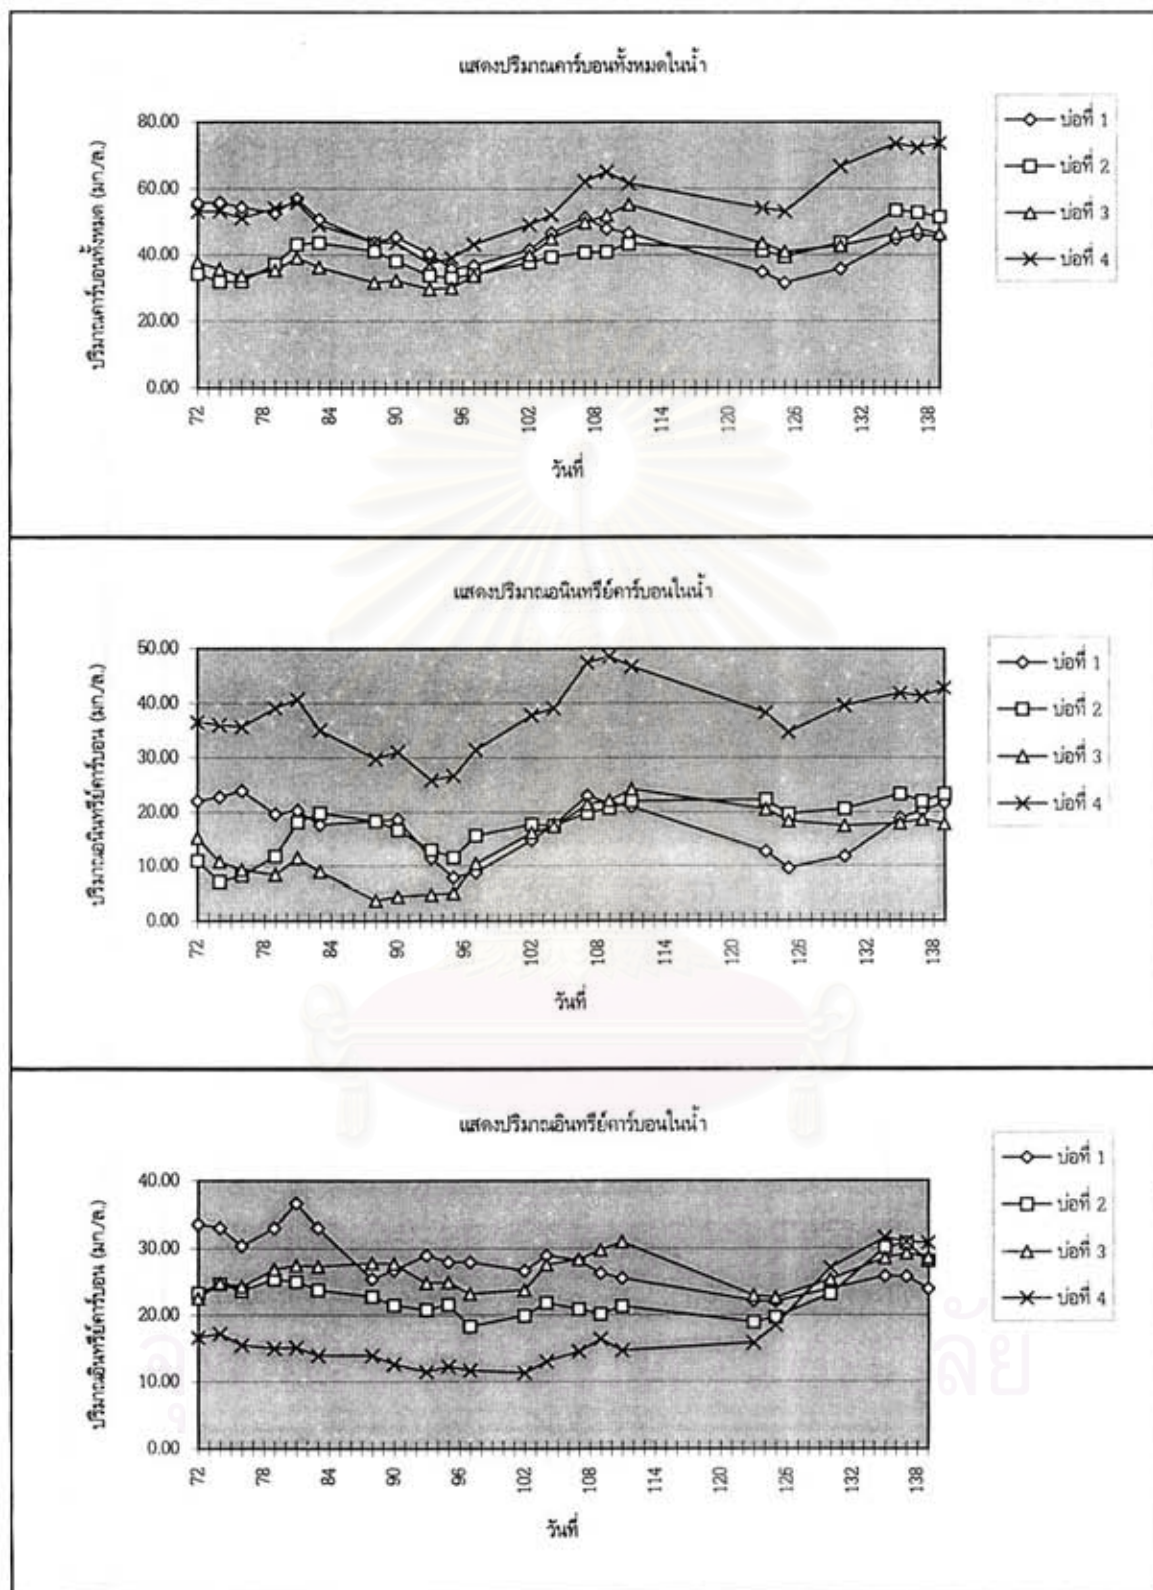 แสดงปริมาณคาร์บอนทั้งหมดในน้ำ
ปริมาณคาร์บอนทั้งหมด (มก./ล.)
80.00
60.00
40.00
20.00
0.00
72 78 84 90 96 102 108 114 120 126 132 138
วันที่
บ่อที่ 1
บ่อที่ 2
บ่อที่ 3
บ่อที่ 4
แสดงปริมาณอนินทรีย์คาร์บอนในน้ำ
ปริมาณอนินทรีย์คาร์บอน (มก./ล.)
50.00
40.00
30.00
20.00
10.00
0.00
72 78 84 90 96 102 108 114 120 126 132 138
วันที่
บ่อที่ 1
บ่อที่ 2
บ่อที่ 3
บ่อที่ 4
แสดงปริมาณอินทรีย์คาร์บอนในน้ำ
ปริมาณอินทรีย์คาร์บอน (มก./ล.)
40.00
30.00
20.00
10.00
0.00
72 78 84 90 96 102 108 114 120 126 132 138
วันที่
บ่อที่ 1
บ่อที่ 2
บ่อที่ 3
บ่อที่ 4